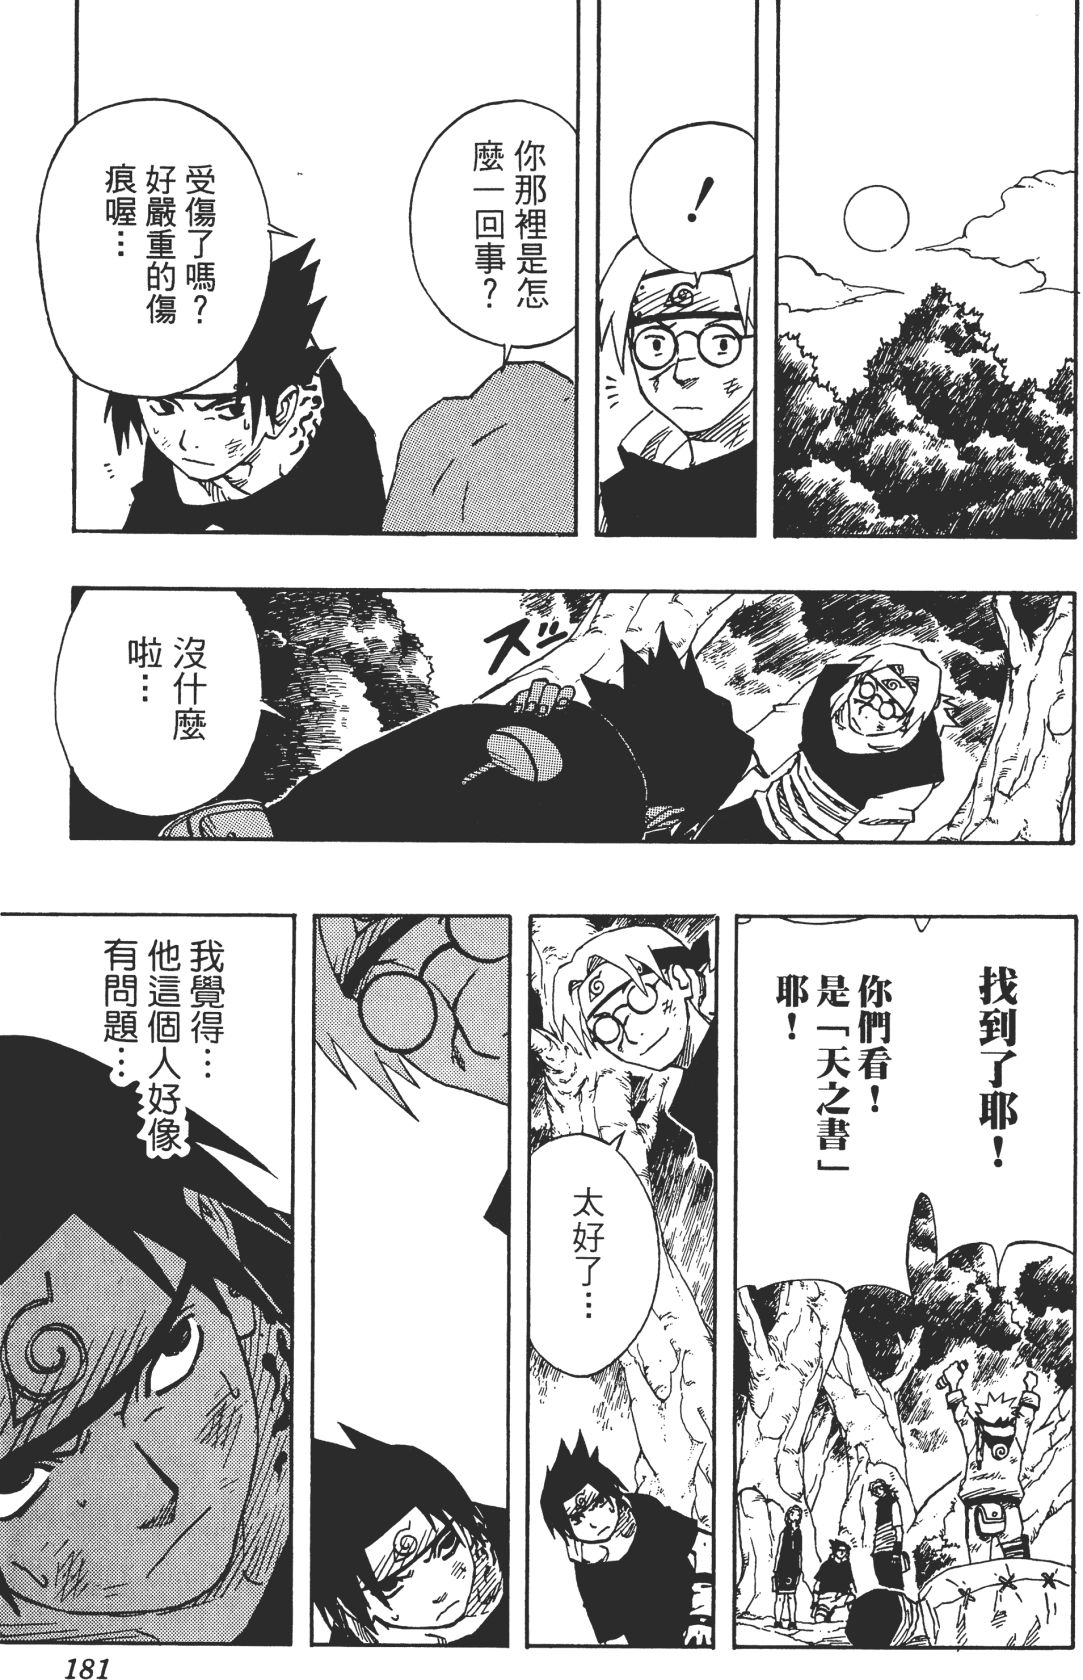 ！
你那裡是怎
麼一回事？
受傷了嗎？
好嚴重的傷
痕喔…
ズッ
沒什麼
啦…
找到了耶！
你們看！
是「天之書」
耶！
太好了…
我覺得…
他這個人好像
有問題…
181